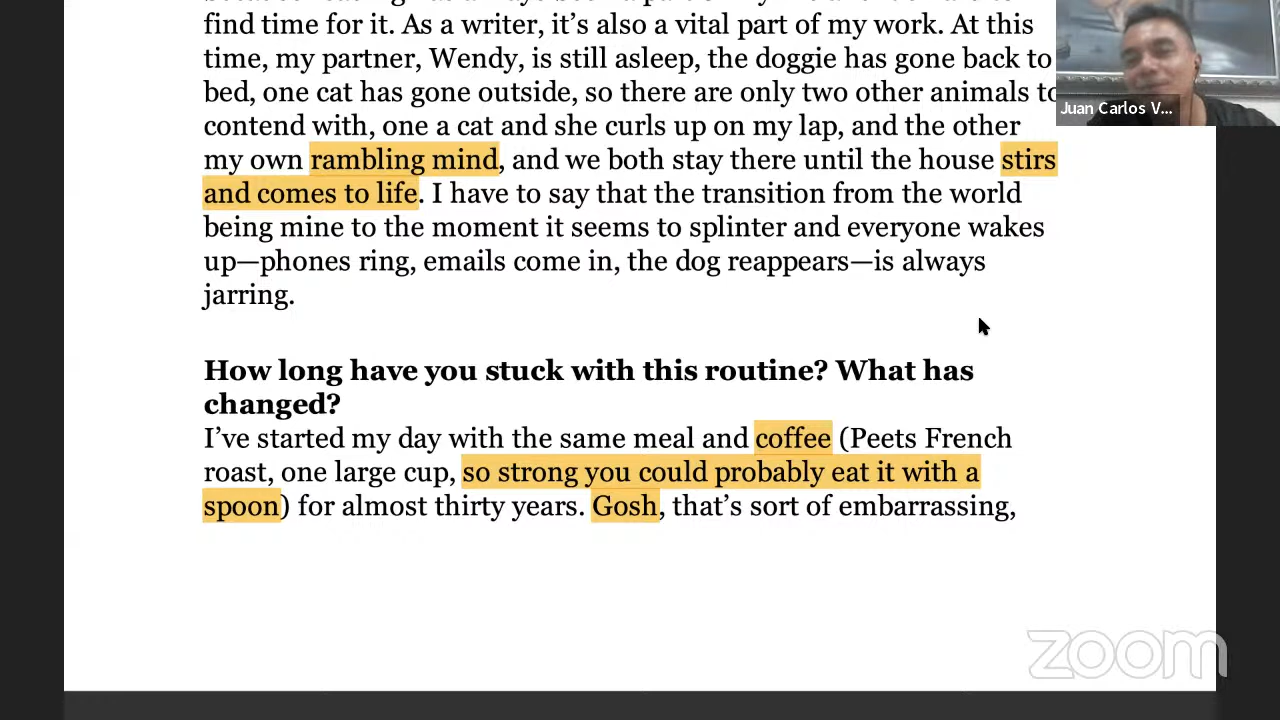 find time for it. As a writer, it’s also a vital part of my work. At this
time, my partner, Wendy, is still asleep, the doggie has gone back to
bed, one cat has gone outside, so there are only two other animals to
contend with, one a cat and she curls up on my lap, and the other
my own rambling mind, and we both stay there until the house stirs
and comes to life. I have to say that the transition from the world
being mine to the moment it seems to splinter and everyone wakes
up—phones ring, emails come in, the dog reappears—is always
jarring.
How long have you stuck with this routine? What has
changed?
I’ve started my day with the same meal and coffee (Peets French
roast, one large cup, so strong you could probably eat it with a
spoon) for almost thirty years. Gosh, that’s sort of embarrassing,
Juan Carlos V...
zoom